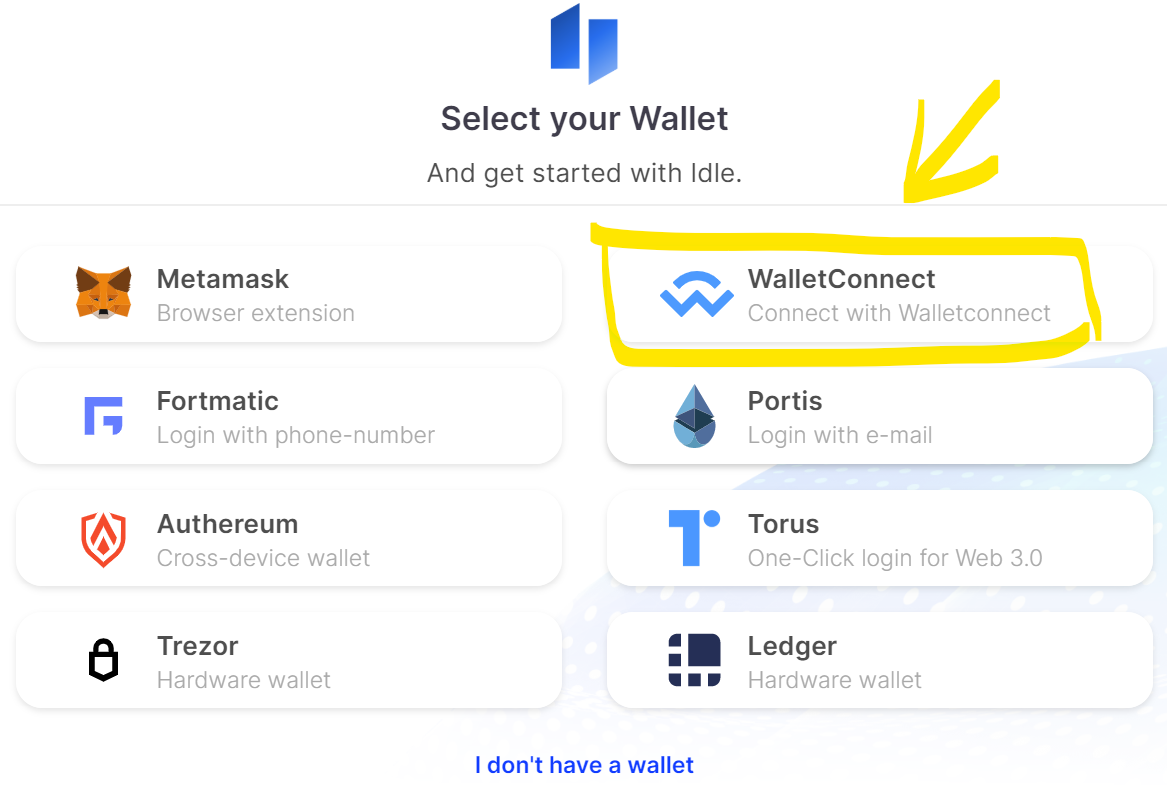 Select your Wallet
And get started with Idle.
Metamask
Browser extension
WalletConnect
Connect with Walletconnect
Fortmatic
Login with phone-number
Portis
Login with e-mail
Authereum
Cross-device wallet
Torus
One-Click login for Web 3.0
Trezor
Hardware wallet
Ledger
Hardware wallet
I don't have a wallet